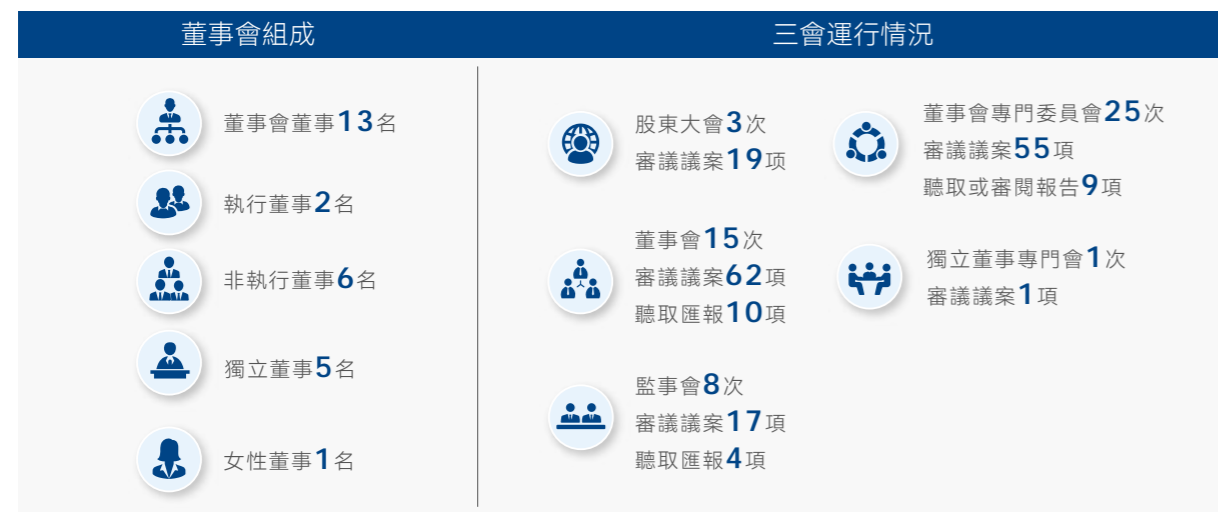 董事會組成
董事會董事13名
執行董事2名
非執行董事6名
獨立董事5名
女性董事1名
三會運行情況
股東大會3次
審議議案19项
董事會15次
審議議案62項
聽取匯報10項
監事會8次
審議議案17項
聽取匯報4項
董事會專門委員會25次
審議議案55項
聽取或審閱報告9項
獨立董事專門會1次
審議議案1項